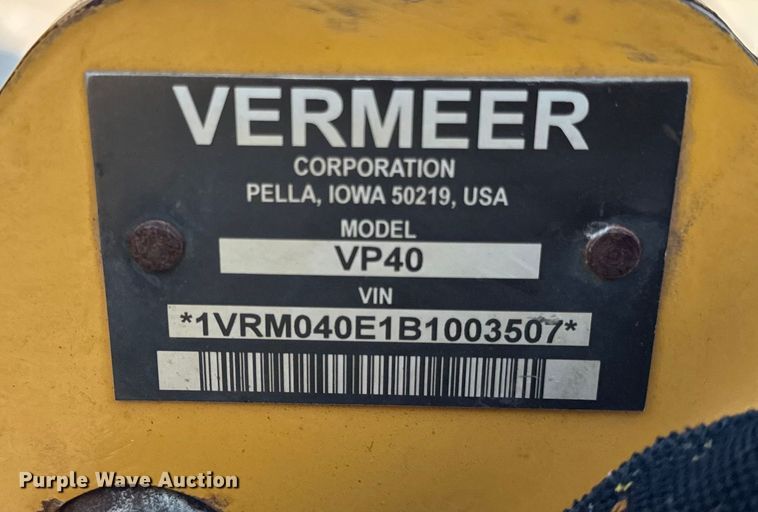 VERMEER
CORPORATION
PELLA, IOWA 50219, USA
MODEL
VP40
VIN
*1VRM040E1B1003507*
Purple Wave Auction